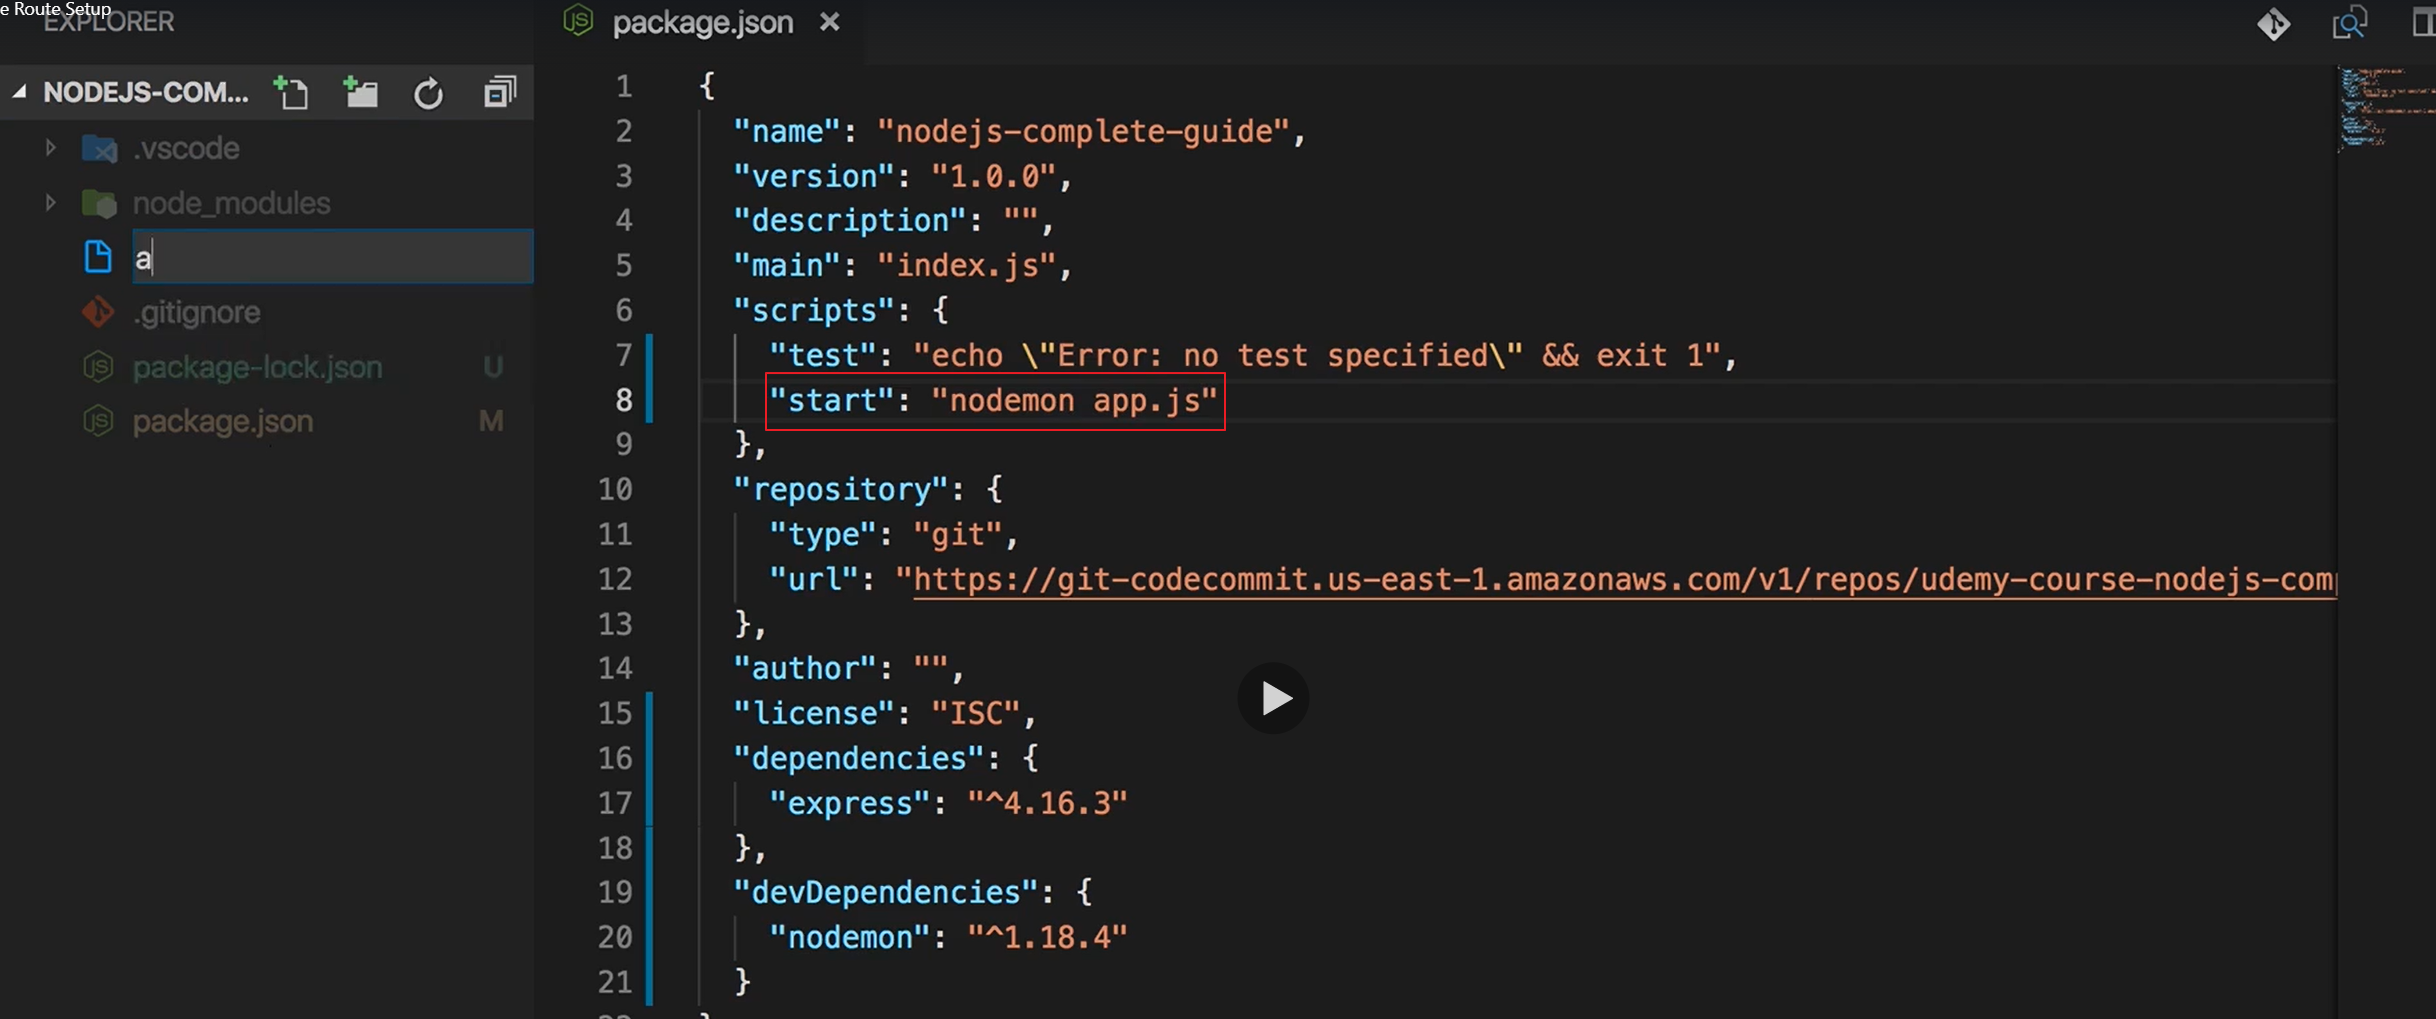 e Route Setup
EXPLORER
NODEJS-COM...
.vscode
node_modules
a
.gitignore
package-lock.json U
package.json M
package.json ×
1 {
2 "name": "nodejs-complete-guide",
3 "version": "1.0.0",
4 "description": "",
5 "main": "index.js",
6 "scripts": {
7 "test": "echo \"Error: no test specified\" && exit 1",
8 "start": "nodemon app.js"
9 },
10 "repository": {
11 "type": "git",
12 "url": "https://git-codecommit.us-east-1.amazonaws.com/v1/repos/udemy-course-nodejs-com
13 },
14 "author": "",
15 "license": "ISC",
16 "dependencies": {
17 "express": "^4.16.3"
18 },
19 "devDependencies": {
20 "nodemon": "^1.18.4"
21 }